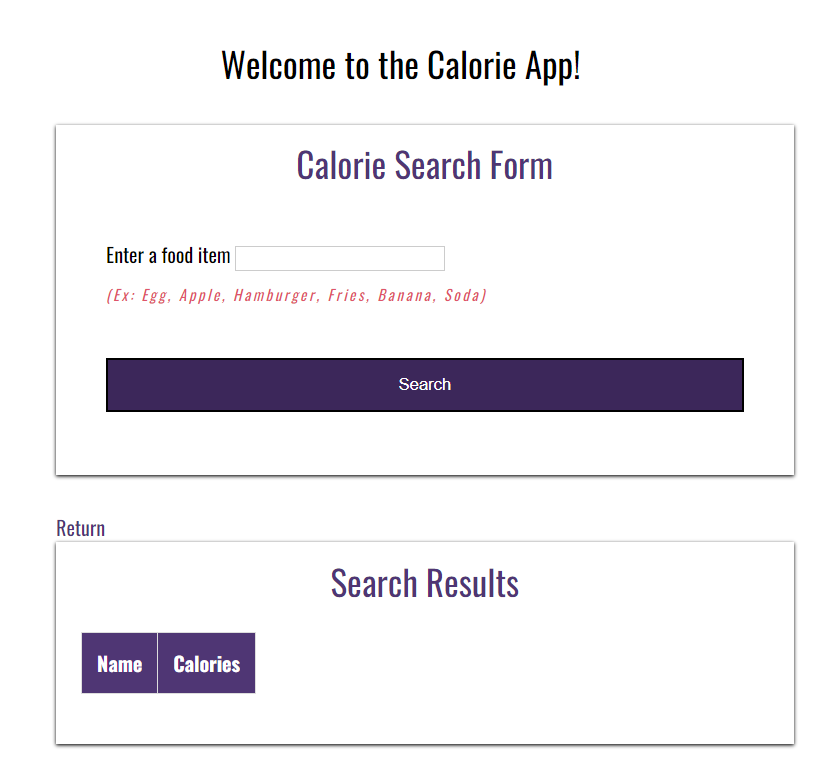 Welcome to the Calorie App!
Calorie Search Form
Enter a food item
(Ex: Egg, Apple, Hamburger, Fries, Banana, Soda)
Search
Return
Search Results
Name Calories